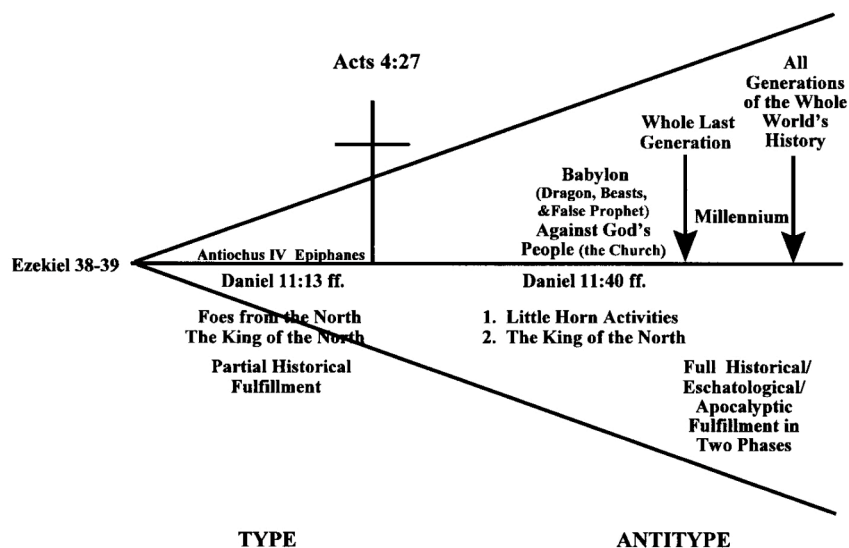 Acts 4:27
All
Generations
of the Whole
World's
History
Whole Last
Generation
Babylon
(Dragon, Beasts,
&False Prophet)
Against God's
People (the Church)
Millennium
Ezekiel 38-39
Antiochus IV Epiphanes
Daniel 11:13 ff.
Daniel 11:40 ff.
Foes from the North
The King of the North
1. Little Horn Activities
2. The King of the North
Partial Historical
Fulfillment
Full Historical/
Eschatological/
Apocalyptic
Fulfillment in
Two Phases
TYPE
ANTITYPE